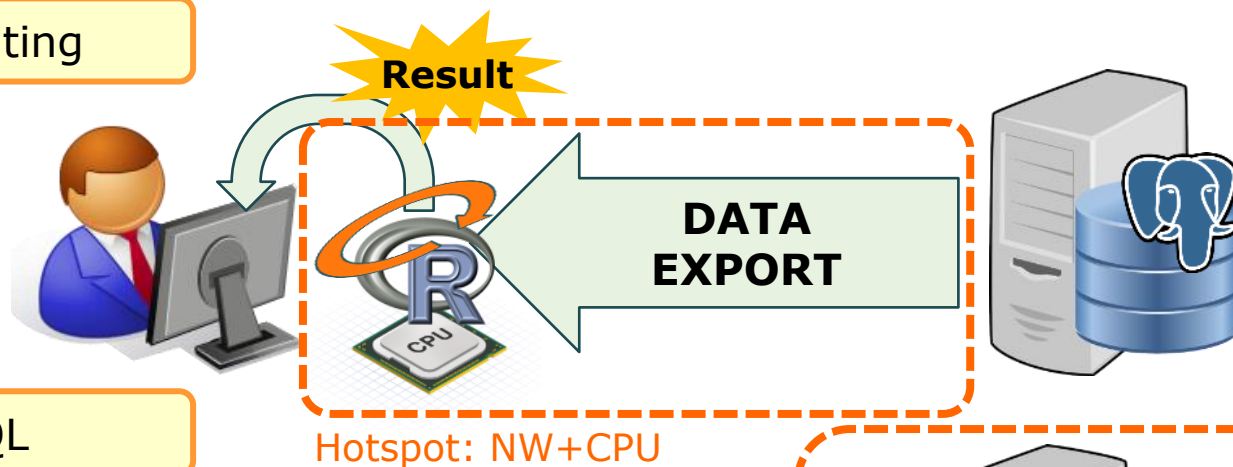 ting
Result
DATA
EXPORT
R
CPU
QL
Hotspot: NW+CPU